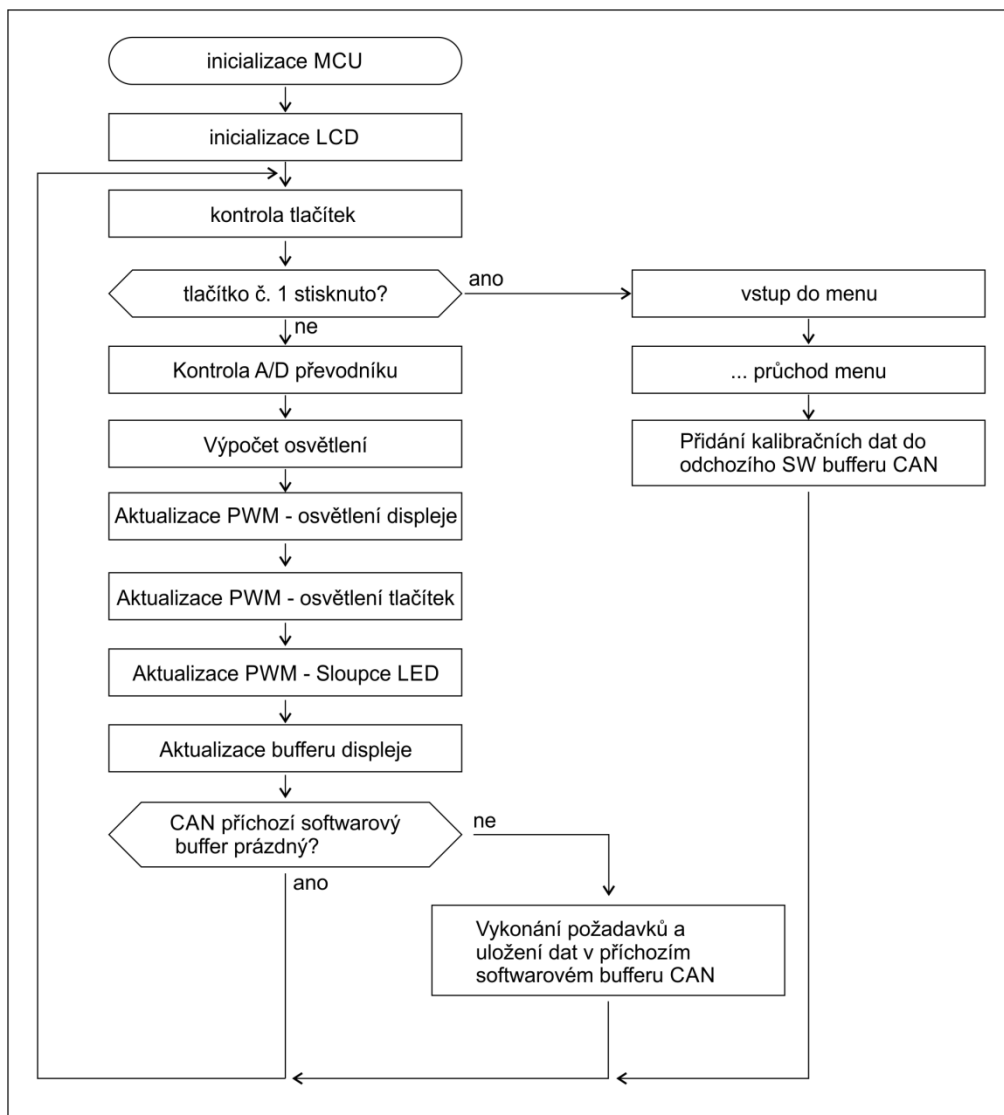 inicializace MCU
inicializace LCD
kontrola tlačítek
tlačítko č. 1 stisknuto?
ano
vstup do menu
ne
Kontrola A/D převodníku
... průchod menu
Výpočet osvětlení
Přidání kalibračních dat do
odchozího SW bufferu CAN
Aktualizace PWM - osvětlení displeje
Aktualizace PWM - osvětlení tlačítek
Aktualizace PWM - Sloupce LED
Aktualizace bufferu displeje
CAN příchozí softwarový
buffer prázdný?
ne
ano
Vykonání požadavků a
uložení dat v příchozím
softwarovém bufferu CAN